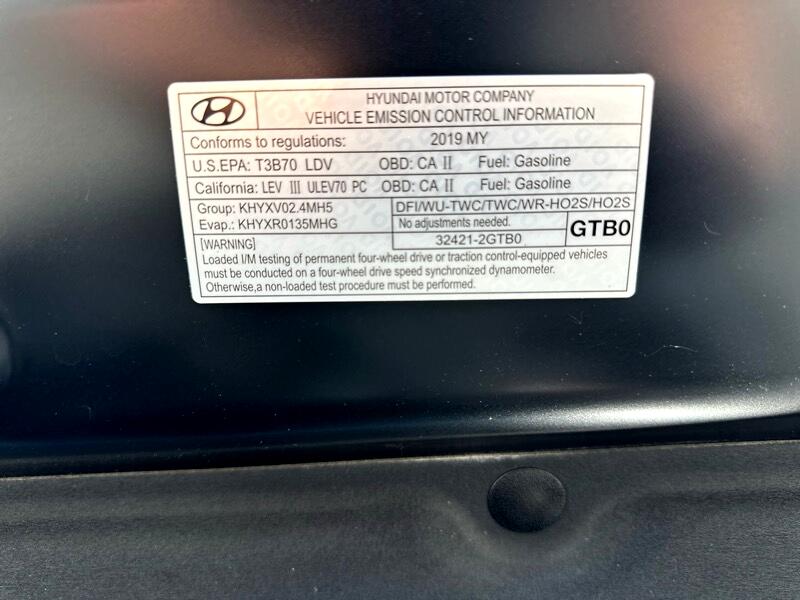 HYUNDAI MOTOR COMPANY
VEHICLE EMISSION CONTROL INFORMATION
Conforms to regulations: 2019 MY
U.S.EPA: T3B70 LDV OBD: CA II Fuel: Gasoline
California: LEV III ULEV70 PC OBD: CA II Fuel: Gasoline
Group: KHYXV02.4MH5 DFI/WU-TWC/TWC/WR-HO2S/HO2S
Evap.: KHYXR0135MHG No adjustments needed. GTB0
[WARNING] 32421-2GTB0
Loaded I/M testing of permanent four-wheel drive or traction control-equipped vehicles
must be conducted on a four-wheel drive speed synchronized dynamometer.
Otherwise,a non-loaded test procedure must be performed.